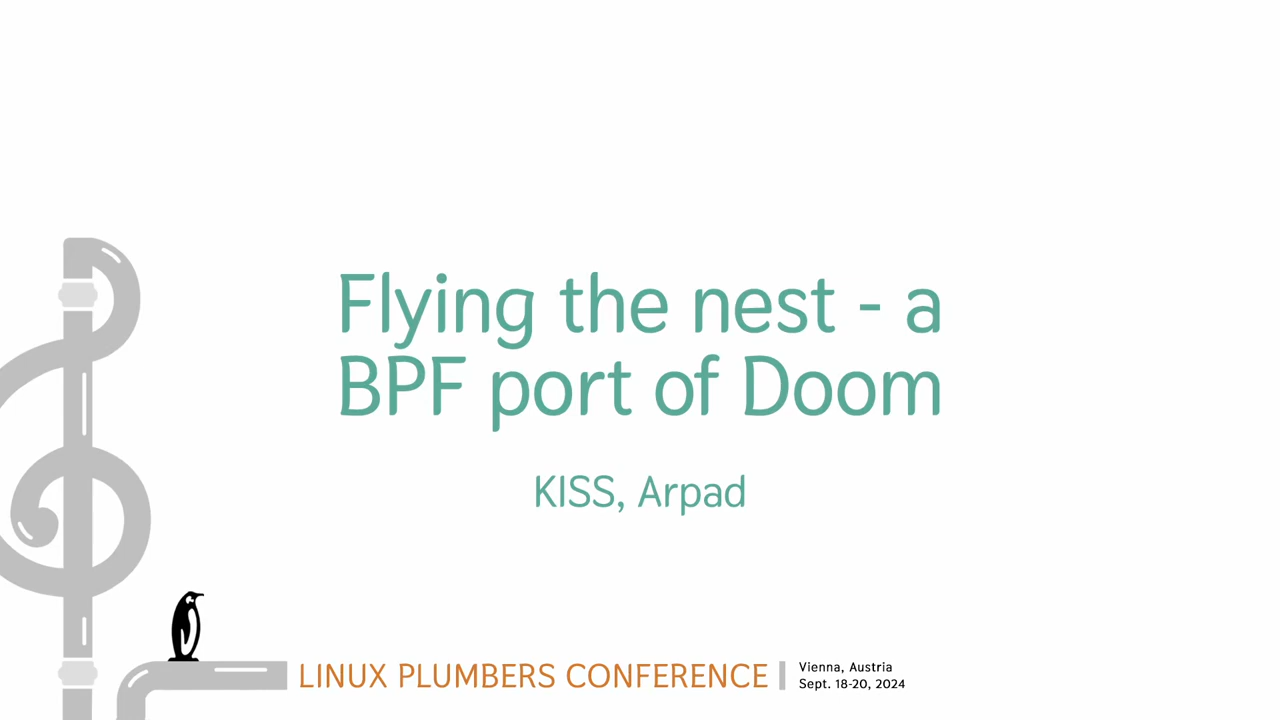 Flying the nest - a
BPF port of Doom
KISS, Arpad
LINUX PLUMBERS CONFERENCE
Vienna, Austria
Sept. 18-20, 2024